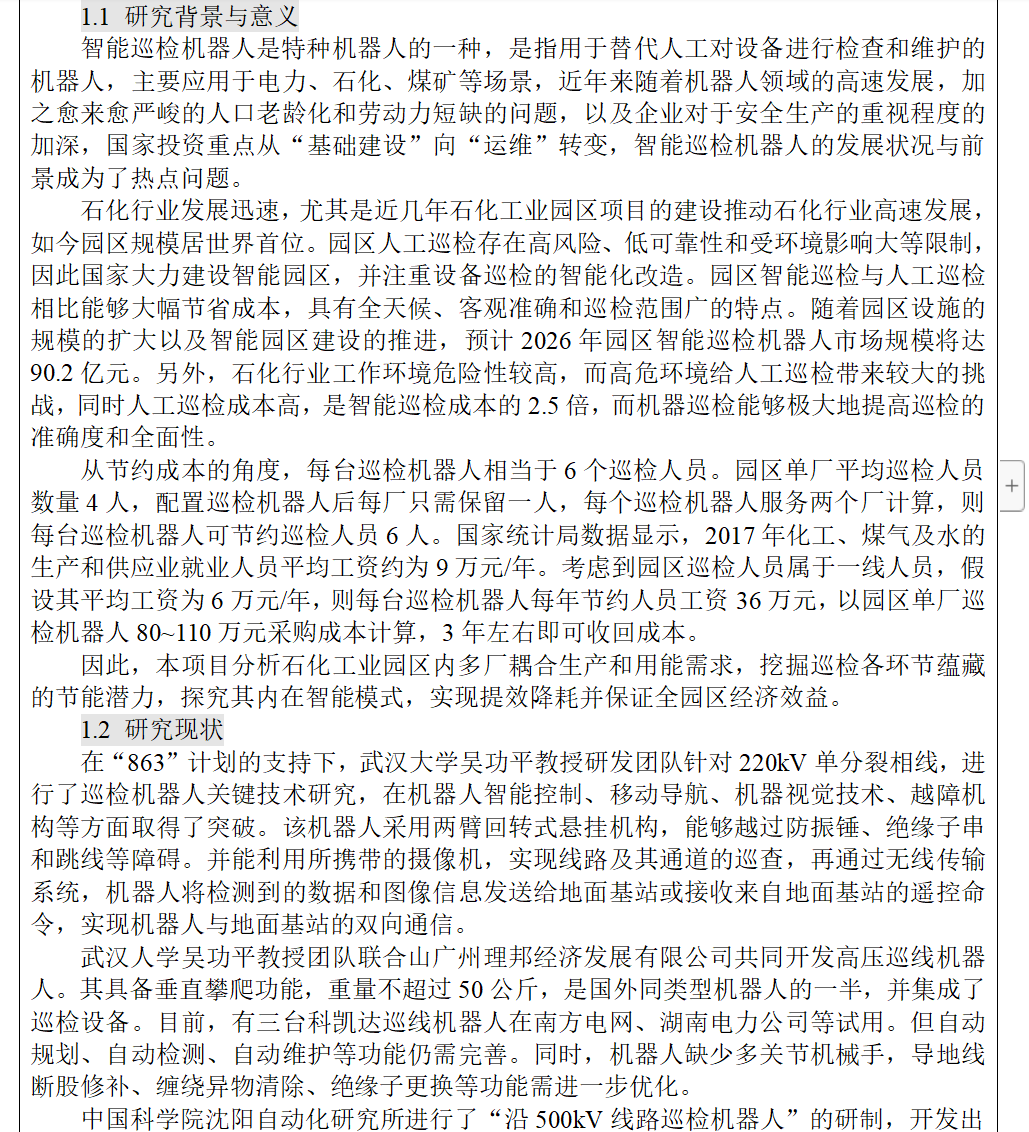 1.1 研究背景与意义
智能巡检机器人是特种机器人的一种，是指用于替代人工对设备进行检查和维护的
机器人，主要应用于电力、石化、煤矿等场景，近年来随着机器人领域的高速发展，加
之愈来愈严峻的人口老龄化和劳动力短缺的问题，以及企业对于安全生产的重视程度的
加深，国家投资重点从“基础建设”向“运维”转变，智能巡检机器人的发展状况与前
景成为了热点问题。
石化行业发展迅速，尤其是近几年石化工业园区项目的建设推动石化行业高速发展，
如今园区规模居世界首位。园区人工巡检存在高风险、低可靠性和受环境影响大等限制，
因此国家大力建设智能园区，并注重设备巡检的智能化改造。园区智能巡检与人工巡检
相比能够大幅节省成本，具有全天候、客观准确和巡检范围广的特点。随着园区设施的
规模的扩大以及智能园区建设的推进，预计 2026 年园区智能巡检机器人市场规模将达
90.2 亿元。另外，石化行业工作环境危险性较高，而高危环境给人工巡检带来较大的挑
战，同时人工巡检成本高，是智能巡检成本的 2.5 倍，而机器巡检能够极大地提高巡检的
准确度和全面性。
从节约成本的角度，每台巡检机器人相当于 6 个巡检人员。园区单厂平均巡检人员
数量 4 人，配置巡检机器人后每厂只需保留一人，每个巡检机器人服务两个厂计算，则
每台巡检机器人可节约巡检人员 6 人。国家统计局数据显示，2017 年化工、煤气及水的
生产和供应业就业人员平均工资约为 9 万元/年。考虑到园区巡检人员属于一线人员，假
设其平均工资为 6 万元/年，则每台巡检机器人每年节约人员工资 36 万元，以园区单厂巡
检机器人 80~110 万元采购成本计算，3 年左右即可收回成本。
因此，本项目分析石化工业园区内多厂耦合生产和用能需求，挖掘巡检各环节蕴藏
的节能潜力，探究其内在智能模式，实现提效降耗并保证全园区经济效益。
1.2 研究现状
在“863”计划的支持下，武汉大学吴功平教授研发团队针对 220kV 单分裂相线，进
行了巡检机器人关键技术研究，在机器人智能控制、移动导航、机器视觉技术、越障机
构等方面取得了突破。该机器人采用两臂回转式悬挂机构，能够越过防振锤、绝缘子串
和跳线等障碍。并能利用所携带的摄像机，实现线路及其通道的巡查，再通过无线传输
系统，机器人将检测到的数据和图像信息发送给地面基站或接收来自地面基站的遥控命
令，实现机器人与地面基站的双向通信。
武汉人学吴功平教授团队联合山广州理邦经济发展有限公司共同开发高压巡线机器
人。其具备垂直攀爬功能，重量不超过 50 公斤，是国外同类型机器人的一半，并集成了
巡检设备。目前，有三台科凯达巡线机器人在南方电网、湖南电力公司等试用。但自动
规划、自动检测、自动维护等功能仍需完善。同时，机器人缺少多关节机械手，导地线
断股修补、缠绕异物清除、绝缘子更换等功能需进一步优化。
中国科学院沈阳自动化研究所进行了“沿 500kV 线路巡检机器人”的研制，开发出